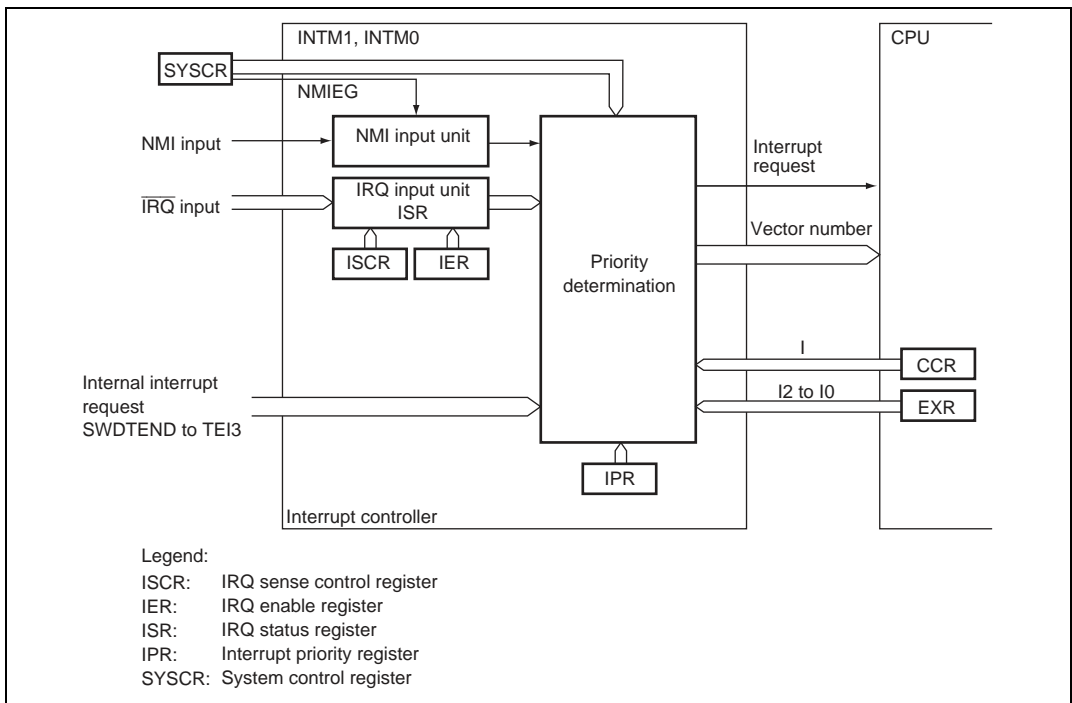 INTM1, INTM0
CPU
SYSCR
NMIEG
NMI input
NMI input unit
Interrupt
request
IRQ input
IRQ input unit
ISR
Vector number
ISCR
IER
Priority
determination
I
CCR
Internal interrupt
request
SWDTEND to TEI3
I2 to I0
EXR
IPR
Interrupt controller
Legend:
ISCR: IRQ sense control register
IER: IRQ enable register
ISR: IRQ status register
IPR: Interrupt priority register
SYSCR: System control register